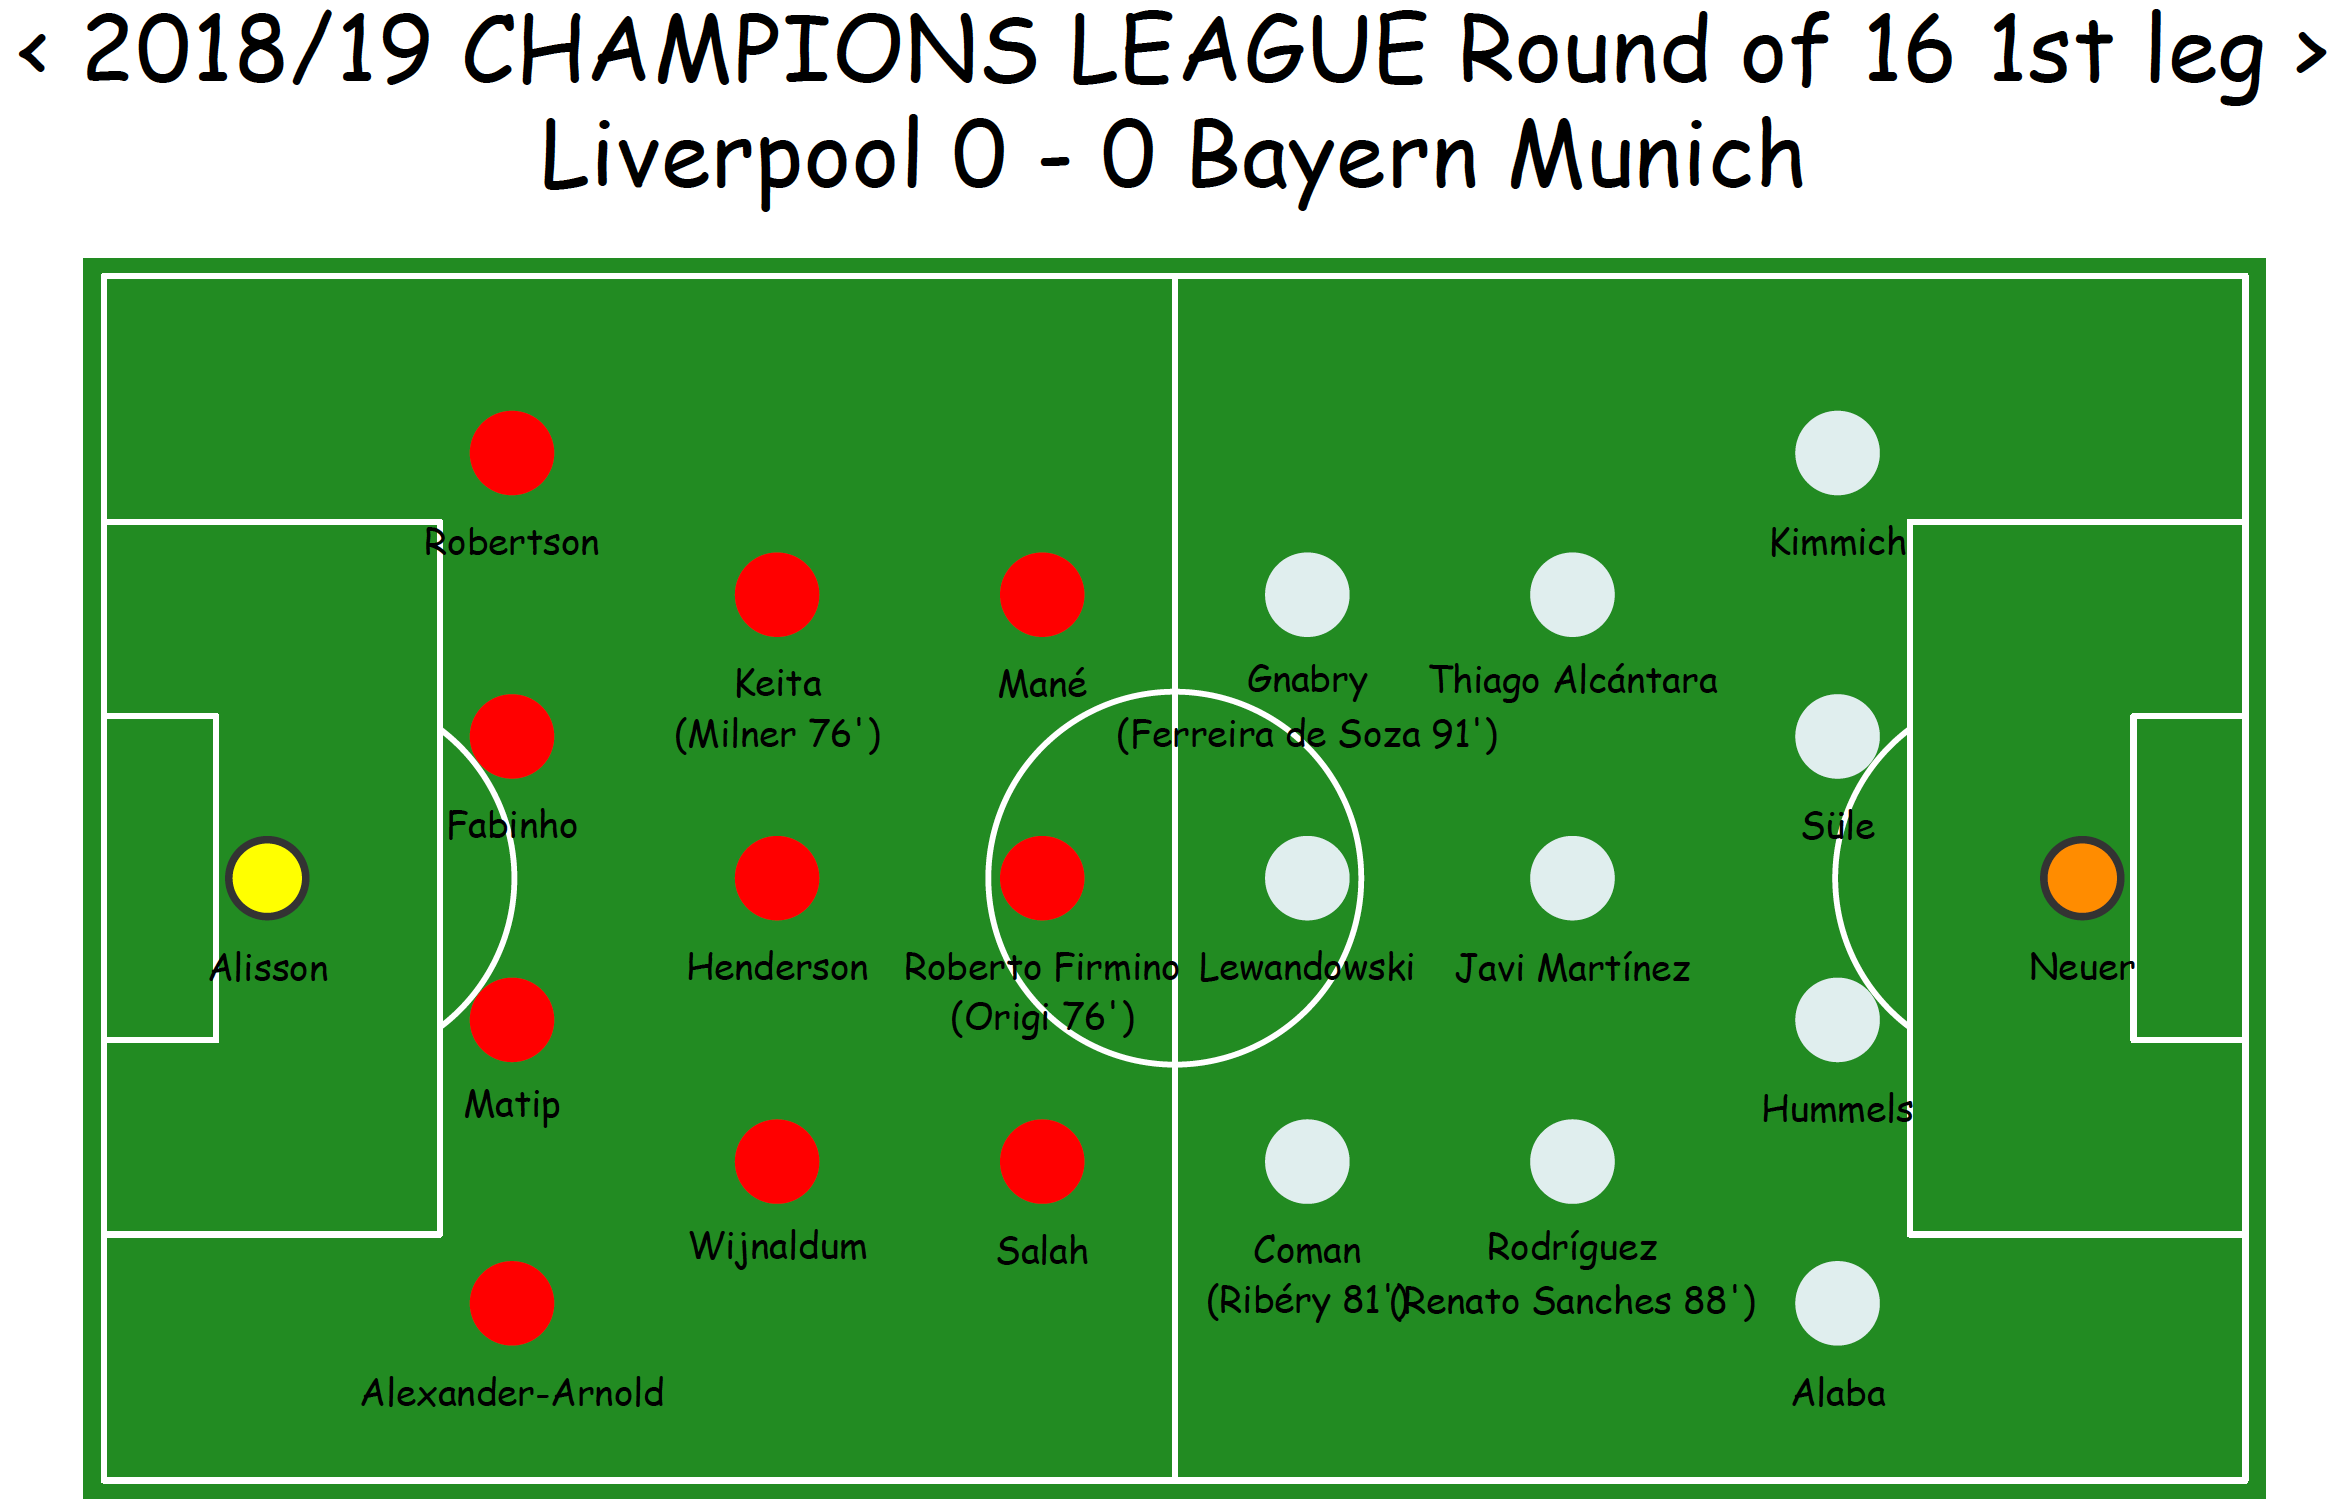 < 2018/19 CHAMPIONS LEAGUE Round of 16 1st leg >
Liverpool 0 - 0 Bayern Munich
Robertson
Kimmich
Keita
(Milner 76')
Mané
Gnabry
(Ferreira de Soza 91')
Thiago Alcántara
Fabinho
Süle
Alisson
Henderson
Roberto Firmino
(Origi 76')
Lewandowski
Javi Martínez
Neuer
Matip
Hummels
Wijnaldum
Salah
Coman
(Ribéry 81')
Rodríguez
(Renato Sanches 88')
Alexander-Arnold
Alaba